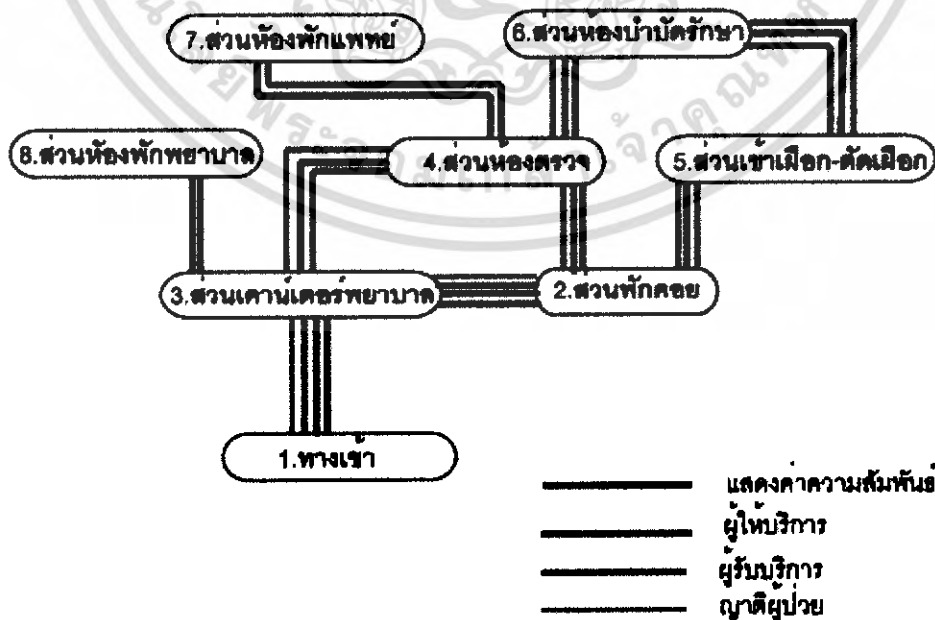 7.ส่วนห้องพักแพทย์
6.ส่วนห้องบำบัดรักษา
8.ส่วนห้องพักพยาบาล
4.ส่วนห้องตรวจ
5.ส่วนเข้าเฝือก-ตัดเฝือก
3.ส่วนเคาน์เตอร์พยาบาล
2.ส่วนพักคอย
1.ทางเข้า
แสดงค่าความสัมพันธ์
ผู้ให้บริการ
ผู้รับบริการ
ญาติผู้ป่วย